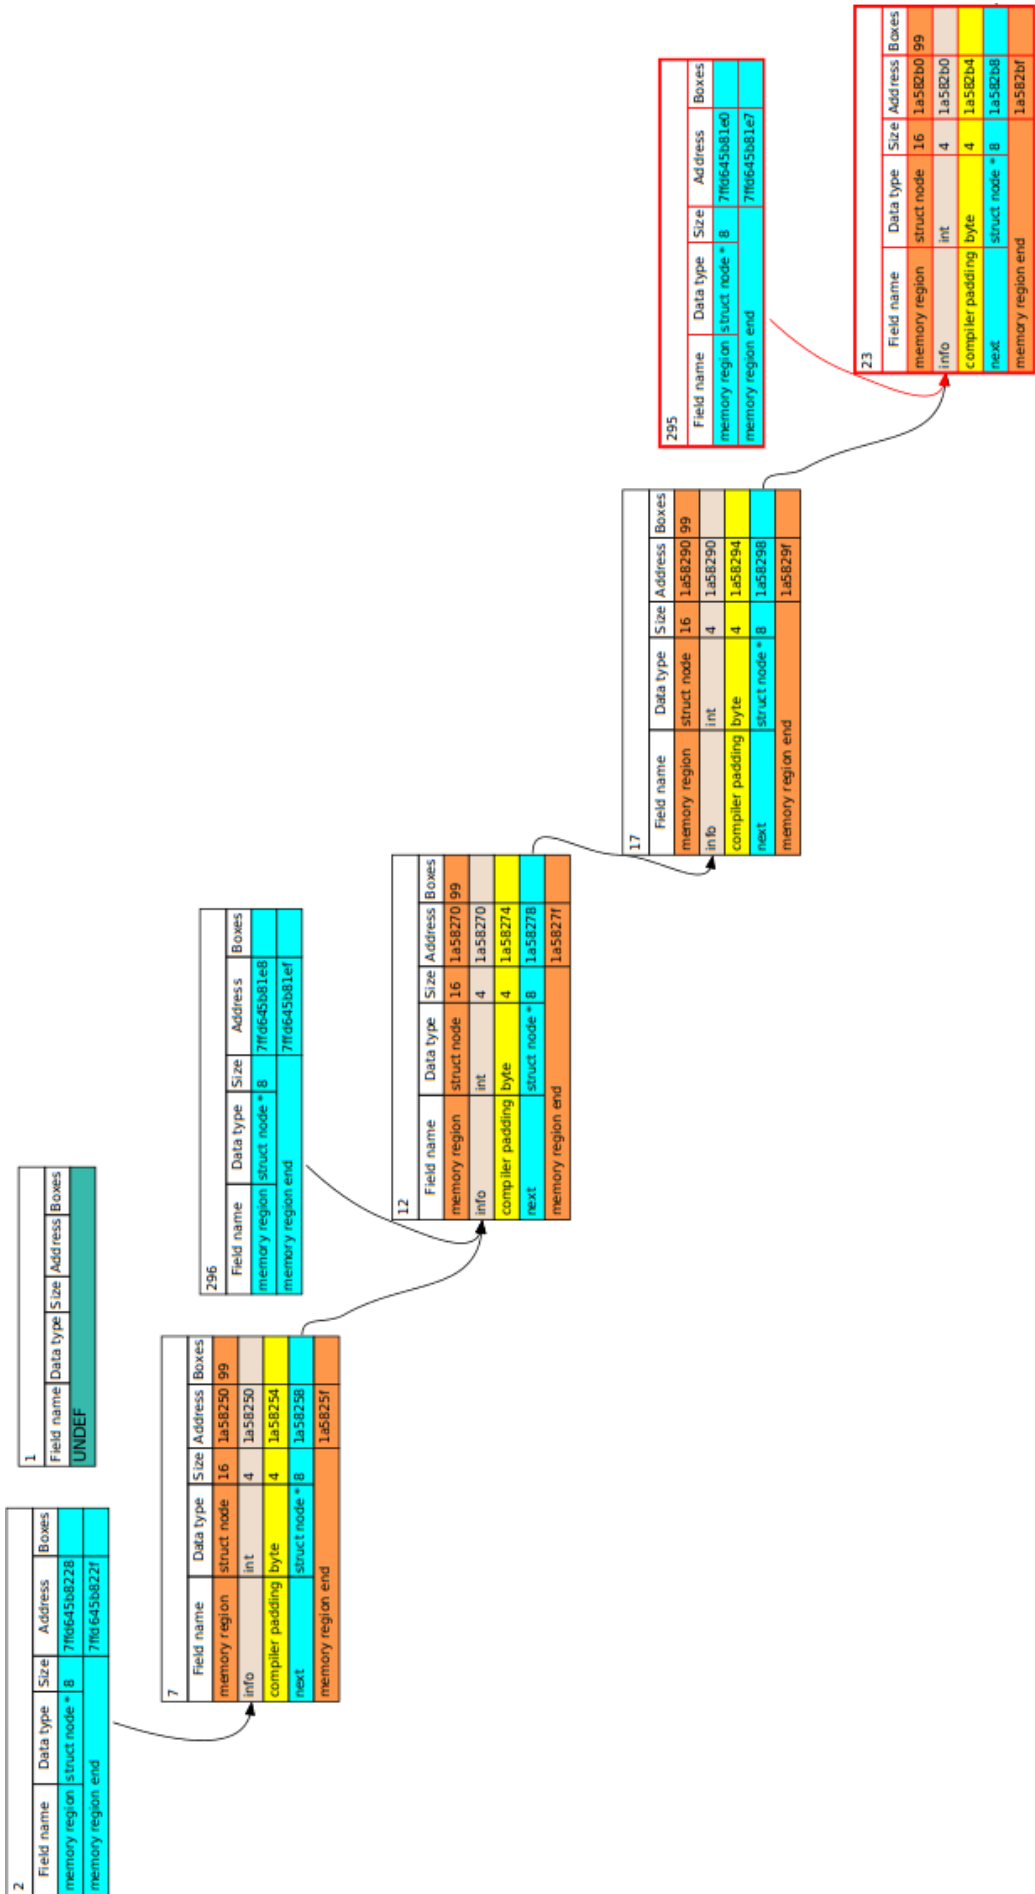 2
Field name Data type Size Address Boxes
memory region struct node * 8 7ffd645b8228
memory region end 7ffd645b822f
1
Field name Data type Size Address Boxes
UNDEF
7
Field name Data type Size Address Boxes
memory region struct node 16 1a58250 99
info int 4 1a58250
compiler padding byte 4 1a58254
next struct node * 8 1a58258
memory region end 1a5825f
296
Field name Data type Size Address Boxes
memory region struct node * 8 7ffd645b81e8
memory region end 7ffd645b81ef
12
Field name Data type Size Address Boxes
memory region struct node 16 1a58270 99
info int 4 1a58270
compiler padding byte 4 1a58274
next struct node * 8 1a58278
memory region end 1a5827f
17
Field name Data type Size Address Boxes
memory region struct node 16 1a58290 99
info int 4 1a58290
compiler padding byte 4 1a58294
next struct node * 8 1a58298
memory region end 1a5829f
295
Field name Data type Size Address Boxes
memory region struct node * 8 7ffd645b81e0
memory region end 7ffd645b81e7
23
Field name Data type Size Address Boxes
memory region struct node 16 1a582b0 99
info int 4 1a582b0
compiler padding byte 4 1a582b4
next struct node * 8 1a582b8
memory region end 1a582bf